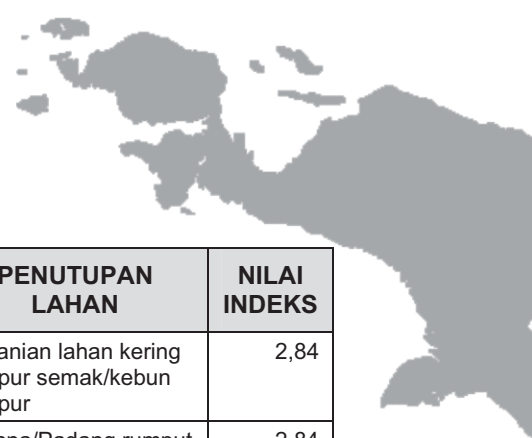 PENUTUPAN
LAHAN
NILAI
INDEKS
anian lahan kering
pur semak/kebun
pur
2,84